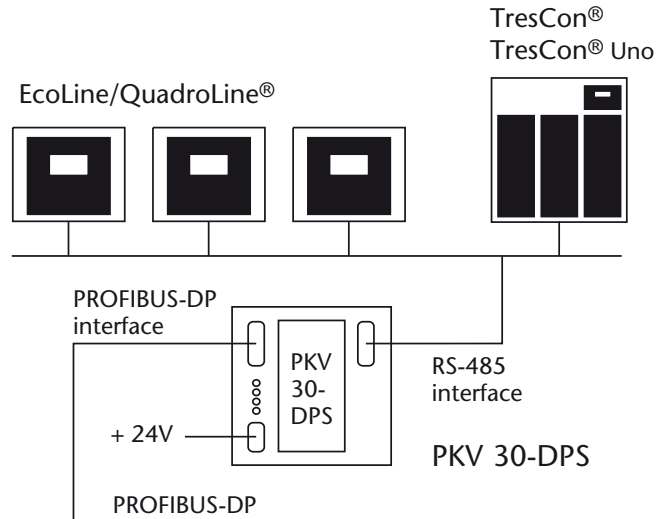 TresCon®
TresCon® Uno
EcoLine/QuadroLine®
PROFIBUS-DP
interface
PKV
30-
DPS
RS-485
interface
+ 24V
PKV 30-DPS
PROFIBUS-DP